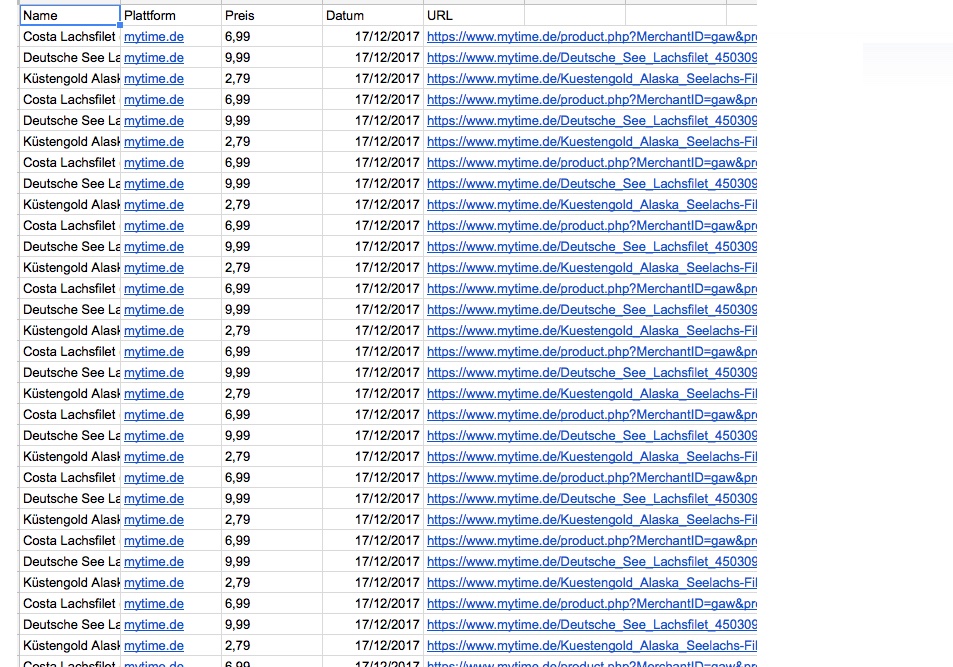 Name Plattform Preis Datum URL
Costa Lachsfilet mytime.de 6,99 17/12/2017 https://www.mytime.de/product.php?MerchantID=gaw&pr
Deutsche See La mytime.de 9,99 17/12/2017 https://www.mytime.de/Deutsche_See_Lachsfilet_450309
Küstengold Alask mytime.de 2,79 17/12/2017 https://www.mytime.de/Kuestengold_Alaska_Seelachs-Fil
Costa Lachsfilet mytime.de 6,99 17/12/2017 https://www.mytime.de/product.php?MerchantID=gaw&pr
Deutsche See La mytime.de 9,99 17/12/2017 https://www.mytime.de/Deutsche_See_Lachsfilet_450309
Küstengold Alask mytime.de 2,79 17/12/2017 https://www.mytime.de/Kuestengold_Alaska_Seelachs-Fil
Costa Lachsfilet mytime.de 6,99 17/12/2017 https://www.mytime.de/product.php?MerchantID=gaw&pr
Deutsche See La mytime.de 9,99 17/12/2017 https://www.mytime.de/Deutsche_See_Lachsfilet_450309
Küstengold Alask mytime.de 2,79 17/12/2017 https://www.mytime.de/Kuestengold_Alaska_Seelachs-Fil
Costa Lachsfilet mytime.de 6,99 17/12/2017 https://www.mytime.de/product.php?MerchantID=gaw&pr
Deutsche See La mytime.de 9,99 17/12/2017 https://www.mytime.de/Deutsche_See_Lachsfilet_450309
Küstengold Alask mytime.de 2,79 17/12/2017 https://www.mytime.de/Kuestengold_Alaska_Seelachs-Fil
Costa Lachsfilet mytime.de 6,99 17/12/2017 https://www.mytime.de/product.php?MerchantID=gaw&pr
Deutsche See La mytime.de 9,99 17/12/2017 https://www.mytime.de/Deutsche_See_Lachsfilet_450309
Küstengold Alask mytime.de 2,79 17/12/2017 https://www.mytime.de/Kuestengold_Alaska_Seelachs-Fil
Costa Lachsfilet mytime.de 6,99 17/12/2017 https://www.mytime.de/product.php?MerchantID=gaw&pr
Deutsche See La mytime.de 9,99 17/12/2017 https://www.mytime.de/Deutsche_See_Lachsfilet_450309
Küstengold Alask mytime.de 2,79 17/12/2017 https://www.mytime.de/Kuestengold_Alaska_Seelachs-Fil
Costa Lachsfilet mytime.de 6,99 17/12/2017 https://www.mytime.de/product.php?MerchantID=gaw&pr
Deutsche See La mytime.de 9,99 17/12/2017 https://www.mytime.de/Deutsche_See_Lachsfilet_450309
Küstengold Alask mytime.de 2,79 17/12/2017 https://www.mytime.de/Kuestengold_Alaska_Seelachs-Fil
Costa Lachsfilet mytime.de 6,99 17/12/2017 https://www.mytime.de/product.php?MerchantID=gaw&pr
Deutsche See La mytime.de 9,99 17/12/2017 https://www.mytime.de/Deutsche_See_Lachsfilet_450309
Küstengold Alask mytime.de 2,79 17/12/2017 https://www.mytime.de/Kuestengold_Alaska_Seelachs-Fil
Costa Lachsfilet mytime.de 6,99 17/12/2017 https://www.mytime.de/product.php?MerchantID=gaw&pr
Deutsche See La mytime.de 9,99 17/12/2017 https://www.mytime.de/Deutsche_See_Lachsfilet_450309
Küstengold Alask mytime.de 2,79 17/12/2017 https://www.mytime.de/Kuestengold_Alaska_Seelachs-Fil
Costa Lachsfilet mytime.de 6,99 17/12/2017 https://www.mytime.de/product.php?MerchantID=gaw&pr
Deutsche See La mytime.de 9,99 17/12/2017 https://www.mytime.de/Deutsche_See_Lachsfilet_450309
Küstengold Alask mytime.de 2,79 17/12/2017 https://www.mytime.de/Kuestengold_Alaska_Seelachs-Fil
Costa Lachsfilet mytime.de 6,99 17/12/2017 https://www.mytime.de/product.php?MerchantID=gaw&pr